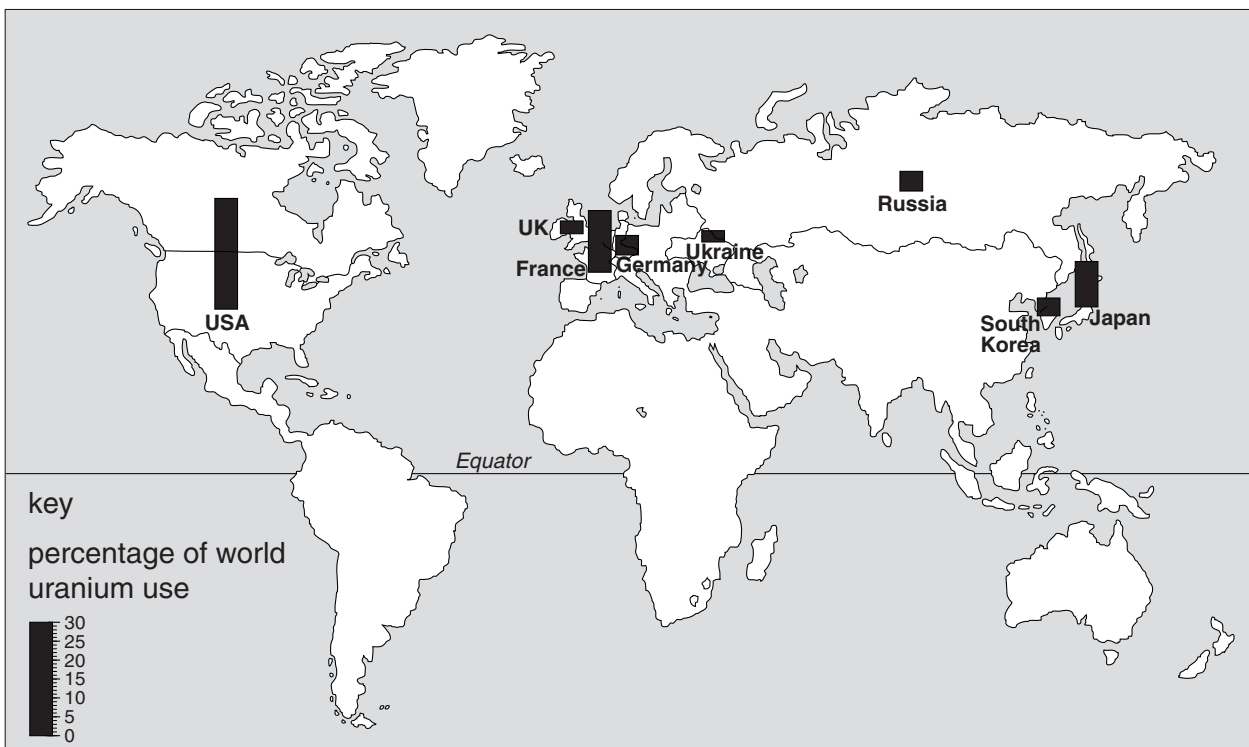 UK
France
Germany
Ukraine
Russia
USA
South
Korea
Japan
Equator
key
percentage of world
uranium use
30
25
20
15
10
5
0